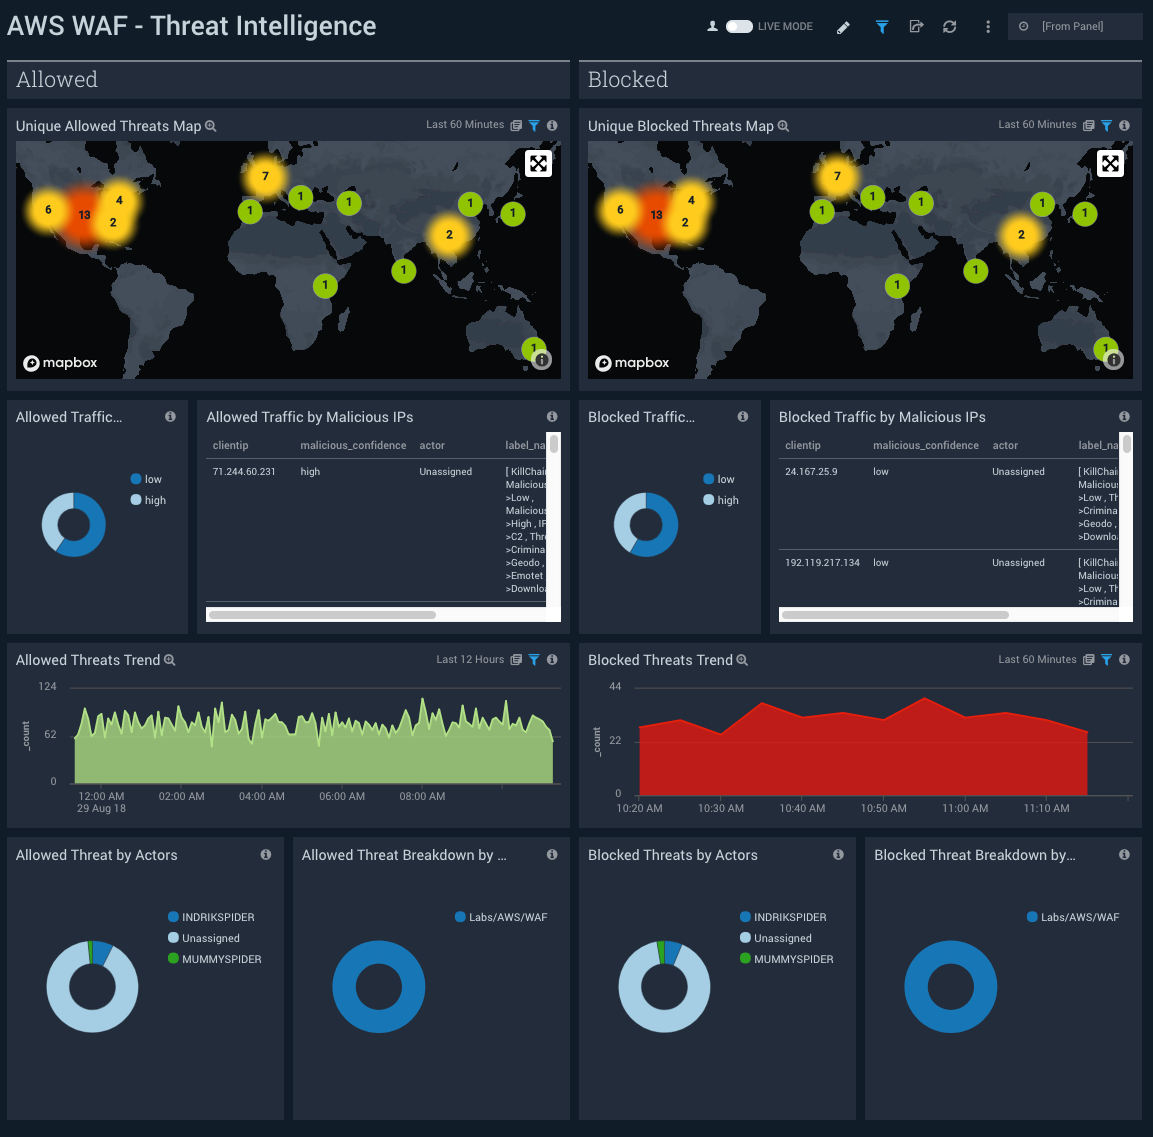 AWS WAF - Threat Intelligence
LIVE MODE
[From Panel]
Allowed
Blocked
Unique Allowed Threats Map
Last 60 Minutes
7
1
1
1
1
1
6
13
4
2
2
1
1
1
mapbox
Unique Blocked Threats Map
Last 60 Minutes
7
1
1
1
1
1
6
13
4
2
2
1
1
1
mapbox
Allowed Traffic...
low
high
Allowed Traffic by Malicious IPs
clientip malicious_confidence actor label_na
71.244.60.231 high Unassigned [ KillChai
Malicious
>Low ,
Malicious
>High , IP
>C2 , Thre
>Crimina
>Geodo ,
>Emotet
>Downloa
Blocked Traffic...
low
high
Blocked Traffic by Malicious IPs
clientip malicious_confidence actor label_na
24.167.25.9 low Unassigned [ KillChai
Malicious
>Low , Th
>Crimina
>Geodo ,
>Downloa
192.119.217.134 low Unassigned [ KillChai
Malicious
>Low , Th
>Crimina
Allowed Threats Trend
Last 12 Hours
124
62
0
_count
12:00 AM 02:00 AM 04:00 AM 06:00 AM 08:00 AM
29 Aug 18
Blocked Threats Trend
Last 60 Minutes
44
22
0
_count
10:20 AM 10:30 AM 10:40 AM 10:50 AM 11:00 AM 11:10 AM
Allowed Threat by Actors
INDRIKSPIDER
Unassigned
MUMMYSPIDER
Allowed Threat Breakdown by ...
Labs/AWS/WAF
Blocked Threats by Actors
INDRIKSPIDER
Unassigned
MUMMYSPIDER
Blocked Threat Breakdown by...
Labs/AWS/WAF